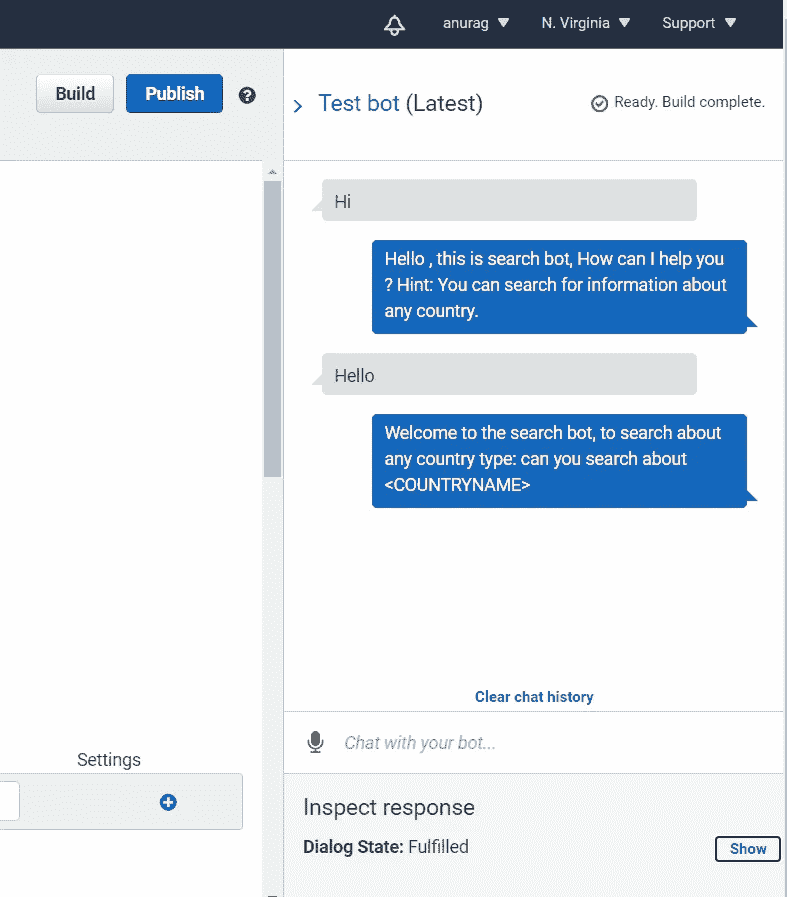 anurag N. Virginia Support
Build Publish ?
Test bot (Latest) Ready. Build complete.
Hi
Hello , this is search bot, How can I help you
? Hint: You can search for information about
any country.
Hello
Welcome to the search bot, to search about
any country type: can you search about
<COUNTRYNAME>
Clear chat history
Chat with your bot...
Settings
Inspect response
Dialog State: Fulfilled
Show